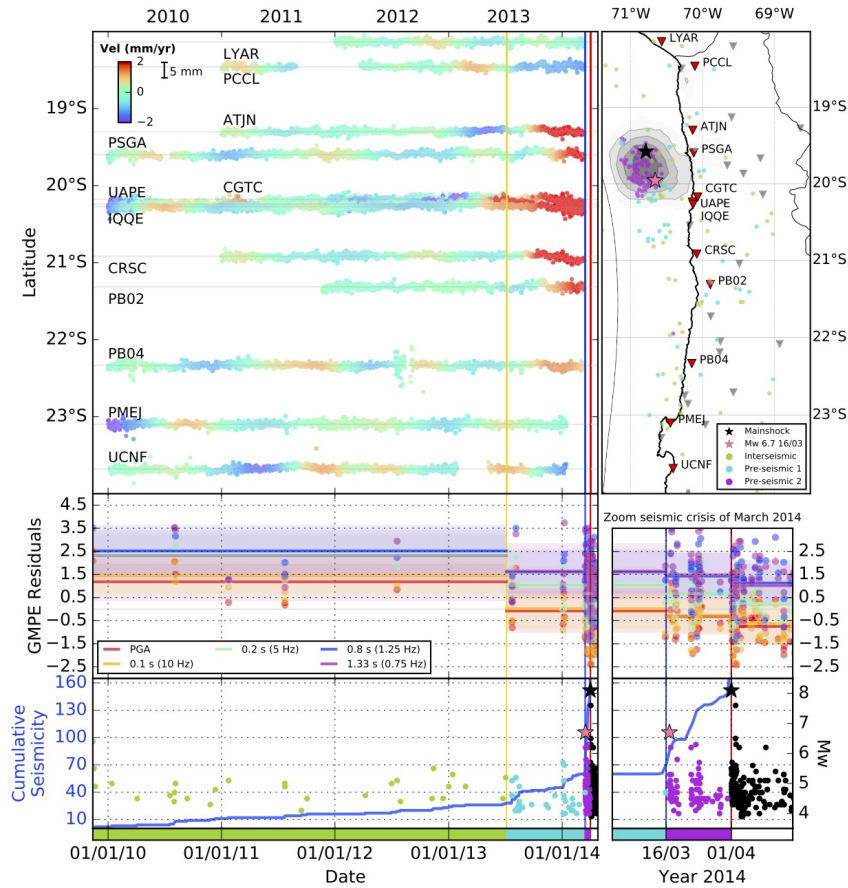 2010 2011 2012 2013
71°W 70°W 69°W
Vel (mm/yr)
2
−2
5 mm
LYAR
PCCL
ATJN
PSGA
UAPE
CGTC
IQQE
CRSC
PB02
PB04
PMEJ
UCNF
19°S
20°S
21°S
22°S
23°S
Latitude
LYAR
PCCL
ATJN
PSGA
CGTC
UAPE
IQQE
CRSC
PB02
PB04
PMEJ
UCNF
19°S
20°S
21°S
22°S
23°S
Mainshock
Mw 6.7 16/03
Interseismic
Pre-seismic 1
Pre-seismic 2
GMPE Residuals
4.5
3.5
2.5
1.5
0.5
−0.5
−1.5
−2.5
PGA
0.1 s (10 Hz)
0.2 s (5 Hz)
0.8 s (1.25 Hz)
1.33 s (0.75 Hz)
Zoom seismic crisis of March 2014
2.5
1.5
0.5
−0.5
−1.5
−2.5
Cumulative
Seismicity
160
130
100
70
40
10
8
7
6
5
4
Mw
01/01/10 01/01/11 01/01/12 01/01/13 01/01/14
Date
16/03 01/04
Year 2014